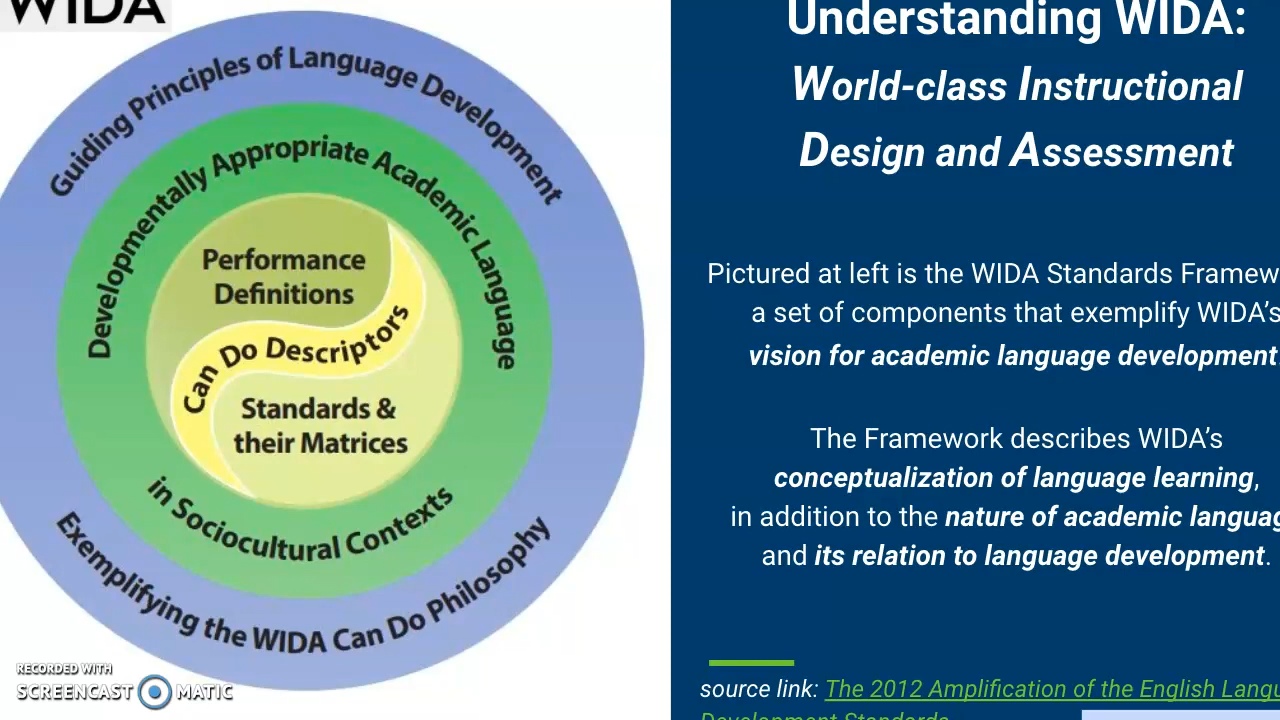 WIDA
Guiding Principles of Language Development
Developmentally Appropriate Academic Language
Performance
Definitions
Can Do Descriptors
Standards &
their Matrices
in Sociocultural Contexts
Exemplifying the WIDA Can Do Philosophy
RECORDED WITH
SCREENCAST MATIC
Understanding WIDA:
World-class Instructional
Design and Assessment
Pictured at left is the WIDA Standards
a set of components that exemplify WIDA's
vision for academic language development.
The Framework describes WIDA's
conceptualization of language learning,
in addition to the nature of academic
and its relation to language development.
source link: The 2012 Amplification of the English
Development Standards